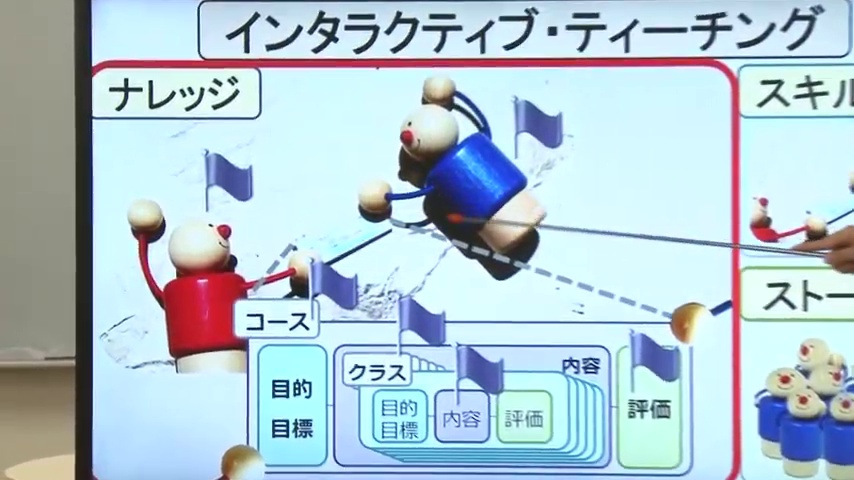 インタラクティブ・ティーチング
ナレッジ
スキル
コース
ストー
クラス
内容
目的
目標
目的
目標
内容
評価
評価